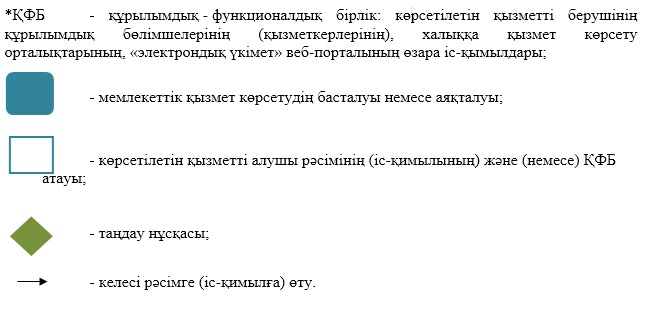 *ҚФБ - құрылымдық - функционалдық бірлік: көрсетілетін қызметті берушінің
құрылымдық бөлімшелерінің (қызметкерлерінің), халыққа қызмет көрсету
орталықтарының, «электрондық үкімет» веб-порталының өзара іс-қымылдары;
- мемлекеттік қызмет көрсетудің басталуы немесе аяқталуы;
- көрсетілетін қызметті алушы рәсімінің (іс-қимылының) және (немесе) ҚФБ
атауы;
- таңдау нұсқасы;
- келесі рәсімге (іс-қимылға) өту.